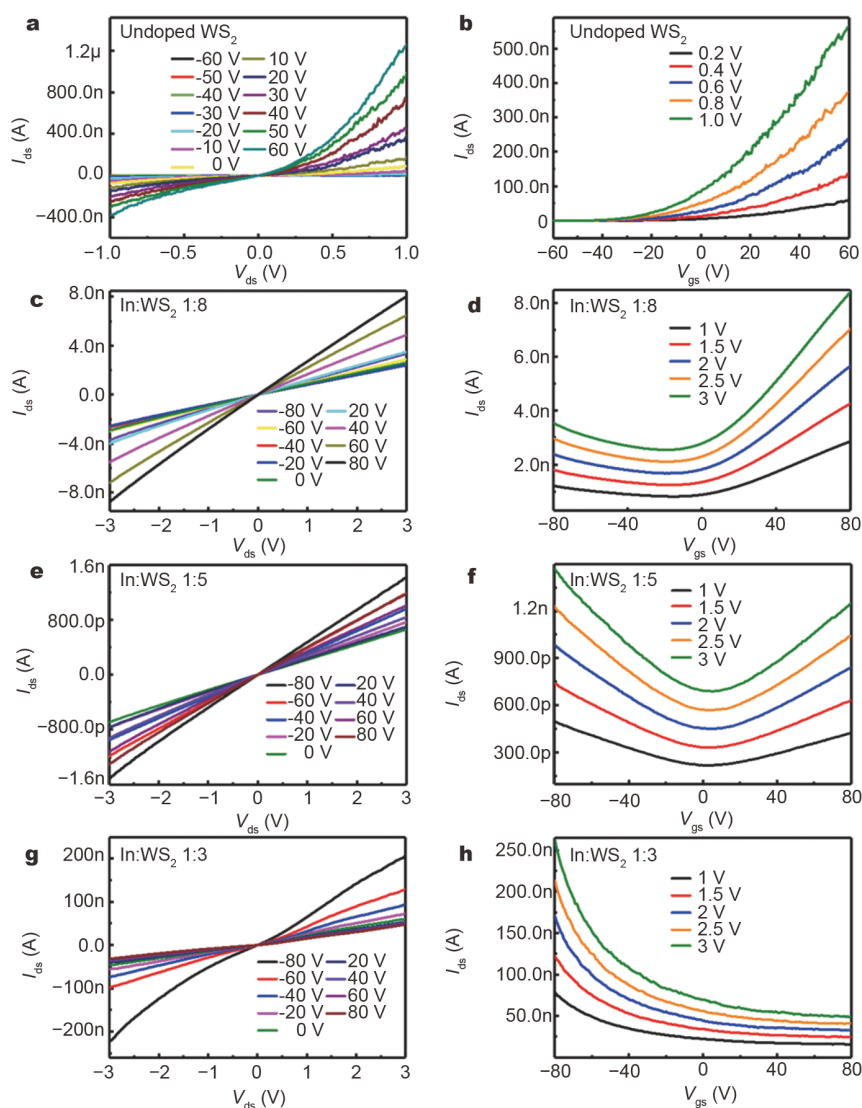 a
Undoped WS2
1.2μ
800.0n
400.0n
0.0
−400.0n
Ids (A)
-60 V 10 V
-50 V 20 V
-40 V 30 V
-30 V 40 V
-20 V 50 V
-10 V 60 V
0 V
−1.0 −0.5 0.0 0.5 1.0
Vds (V)
b
Undoped WS2
500.0n
400.0n
300.0n
200.0n
100.0n
0
Ids (A)
0.2 V
0.4 V
0.6 V
0.8 V
1.0 V
−60 −40 −20 0 20 40 60
Vgs (V)
c
In:WS2 1:8
8.0n
4.0n
0.0
−4.0n
−8.0n
Ids (A)
-80 V 20 V
-60 V 40 V
-40 V 60 V
-20 V 80 V
0 V
−3 −2 −1 0 1 2 3
Vds (V)
d
In:WS2 1:8
8.0n
6.0n
4.0n
2.0n
Ids (A)
1 V
1.5 V
2 V
2.5 V
3 V
−80 −40 0 40 80
Vgs (V)
e
In:WS2 1:5
1.6n
800.0p
0.0
−800.0p
−1.6n
Ids (A)
-80 V 20 V
-60 V 40 V
-40 V 60 V
-20 V 80 V
0 V
−3 −2 −1 0 1 2 3
Vds (V)
f
In:WS2 1:5
1.2n
900.0p
600.0p
300.0p
Ids (A)
1 V
1.5 V
2 V
2.5 V
3 V
−80 −40 0 40 80
Vgs (V)
g
In:WS2 1:3
200n
100n
0.0
−100n
−200n
Ids (A)
-80 V 20 V
-60 V 40 V
-40 V 60 V
-20 V 80 V
0 V
−3 −2 −1 0 1 2 3
Vds (V)
h
In:WS2 1:3
250.0n
200.0n
150.0n
100.0n
50.0n
Ids (A)
1 V
1.5 V
2 V
2.5 V
3 V
−80 −40 0 40 80
Vgs (V)